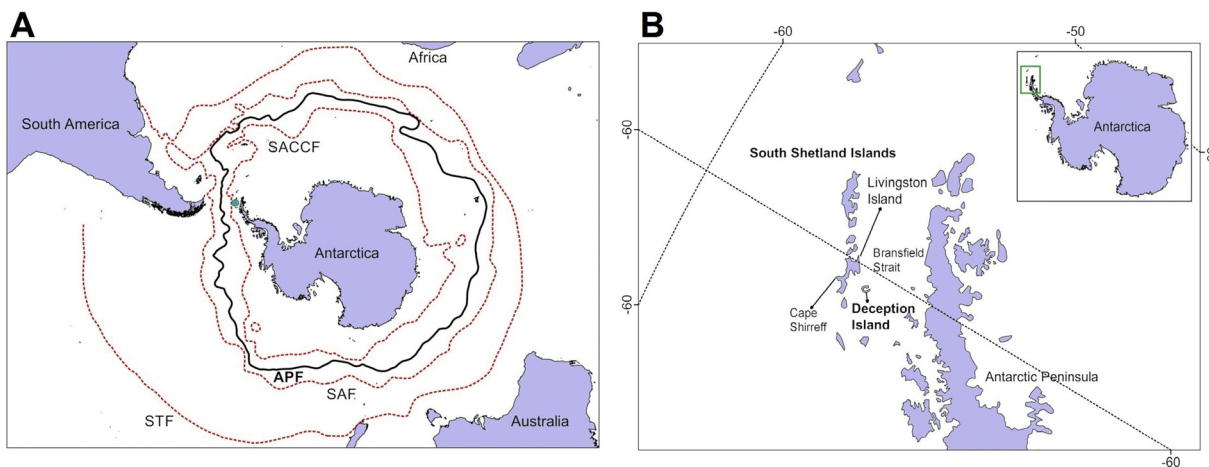 A
Africa
South America
SACCF
Antarctica
APF
SAF
STF
Australia
B
-60
-50
-60
South Shetland Islands
Antarctica
Livingston
Island
Bransfield
Strait
-60
Cape
Shirreff
Deception
Island
Antarctic Peninsula
-60